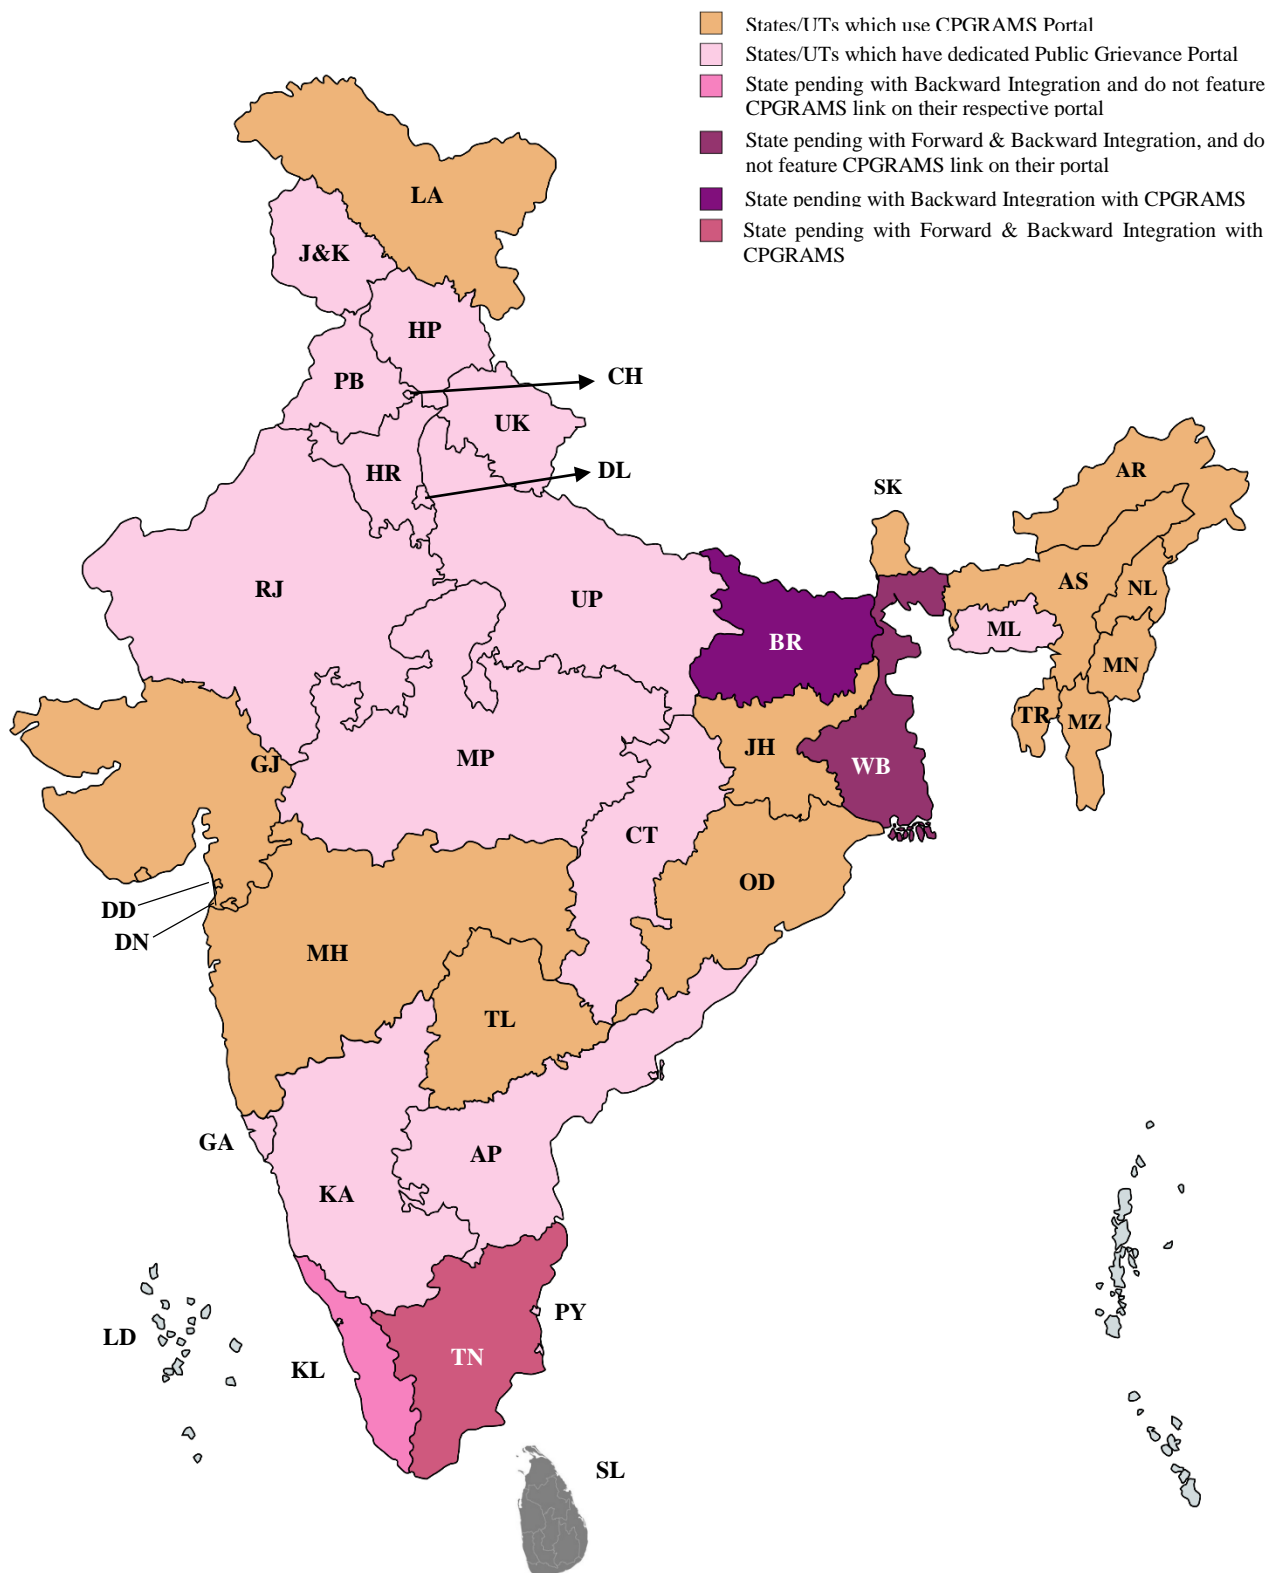 States/UTs which use CPGRAMS Portal
States/UTs which have dedicated Public Grievance Portal
State pending with Backward Integration and do not feature
CPGRAMS link on their respective portal
State pending with Forward & Backward Integration, and do
not feature CPGRAMS link on their portal
State pending with Backward Integration with CPGRAMS
State pending with Forward & Backward Integration with
CPGRAMS
LA
J&K
HP
PB
CH
UK
HR
DL
SK
AR
RJ
UP
AS
NL
BR
ML
MN
TR
MZ
GJ
MP
JH
WB
CT
OD
DD
DN
MH
TL
GA
AP
KA
PY
LD
KL
TN
SL